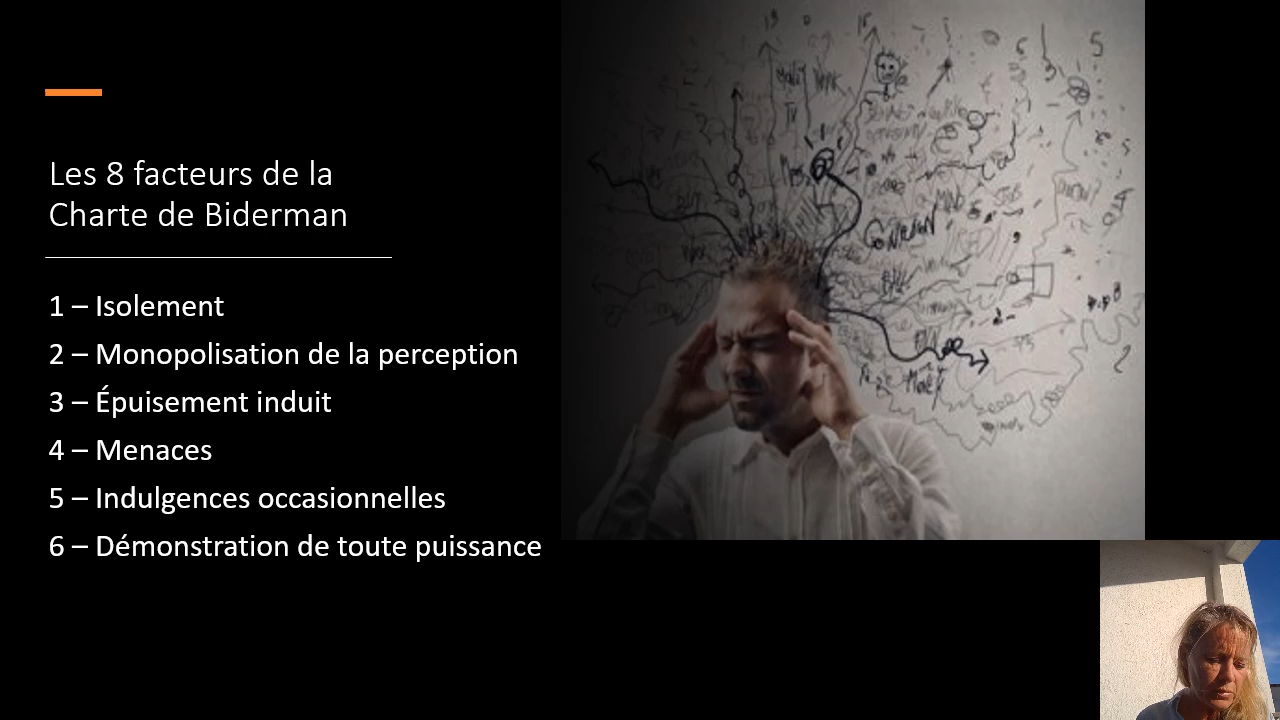 Les 8 facteurs de la
Charte de Biderman
1 – Isolement
2 – Monopolisation de la perception
3 – Épuisement induit
4 – Menaces
5 – Indulgences occasionnelles
6 – Démonstration de toute puissance